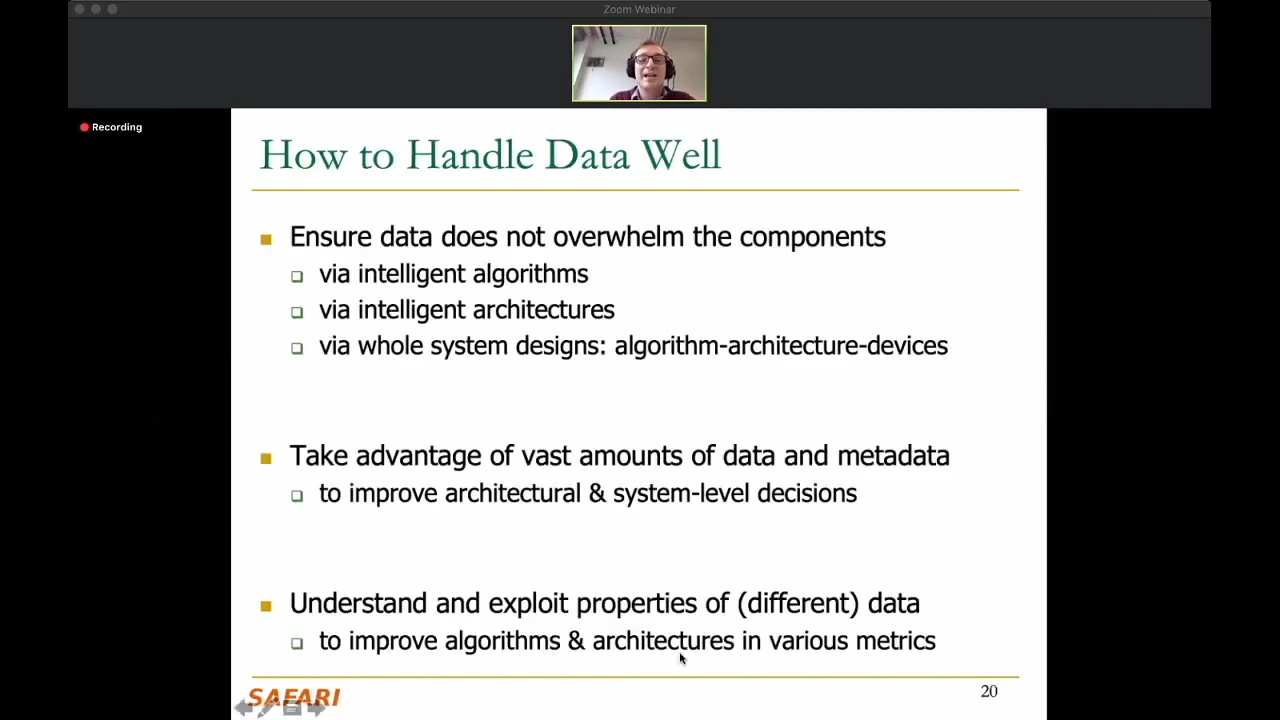 Zoom Webinar
Recording
How to Handle Data Well
Ensure data does not overwhelm the components
via intelligent algorithms
via intelligent architectures
via whole system designs: algorithm-architecture-devices
Take advantage of vast amounts of data and metadata
to improve architectural & system-level decisions
Understand and exploit properties of (different) data
to improve algorithms & architectures in various metrics
SAFARI
20